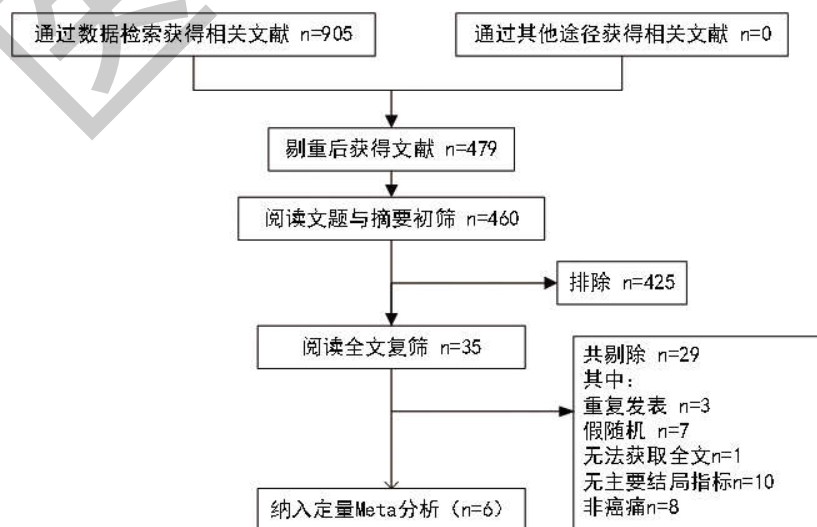 通过数据检索获得相关文献 n=905
通过其他途径获得相关文献 n=0
剔重后获得文献 n=479
阅读文题与摘要初筛 n=460
排除 n=425
阅读全文复筛 n=35
共剔除 n=29
其中:
重复发表 n=3
假随机 n=7
无法获取全文n=1
无主要结局指标n=10
非癌痛n=8
纳入定量Meta分析（n=6）